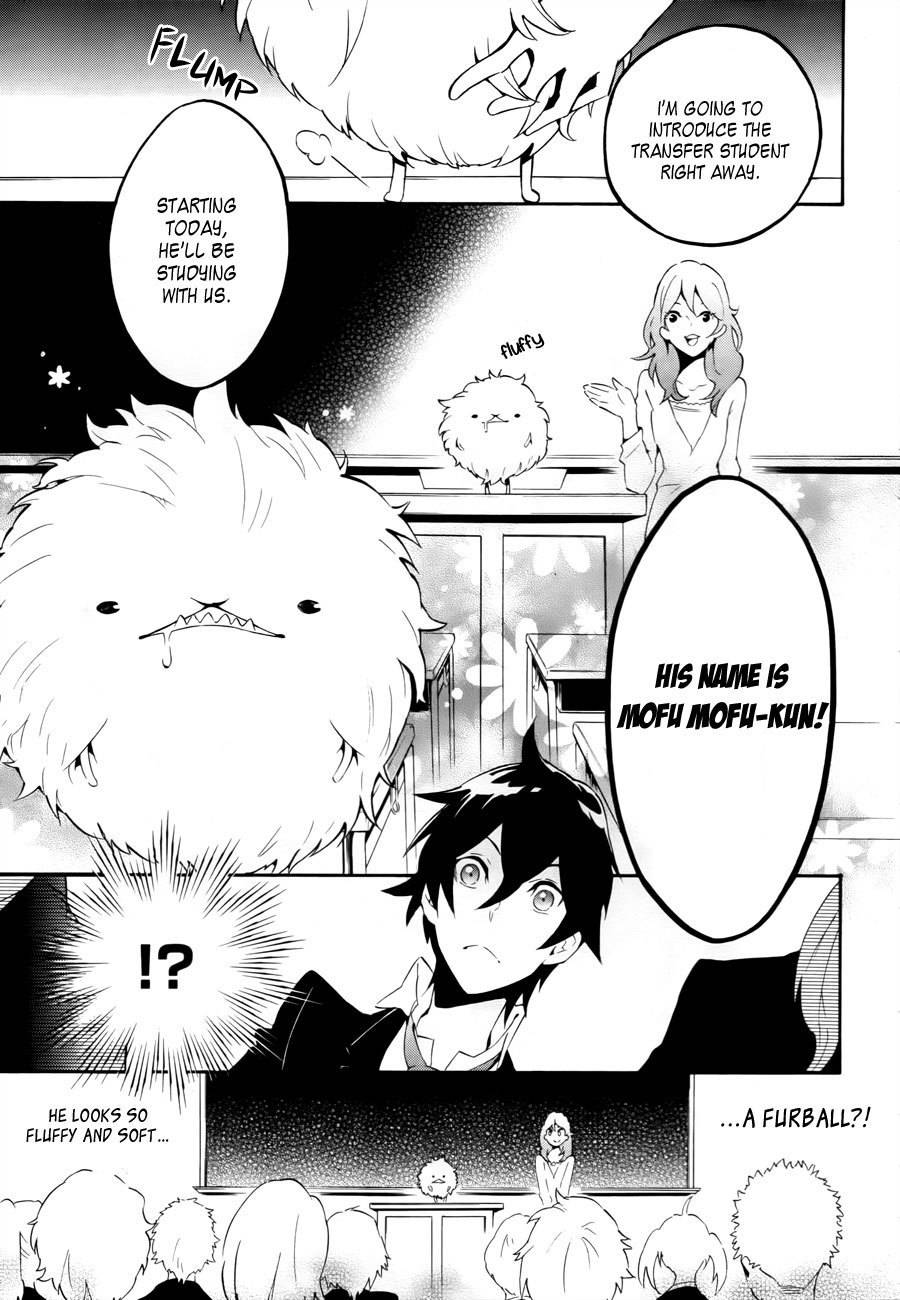 I'M GOING TO
INTRODUCE THE
TRANSFER STUDENT
RIGHT AWAY.
FLUMP
STARTING
TODAY,
HE'LL BE
STUDYING
WITH US.
fluffy
HIS NAME IS
MOFU MOFU-KUN!
!?
...A FURBALL?!
HE LOOKS SO
FLUFFY AND SOFT...